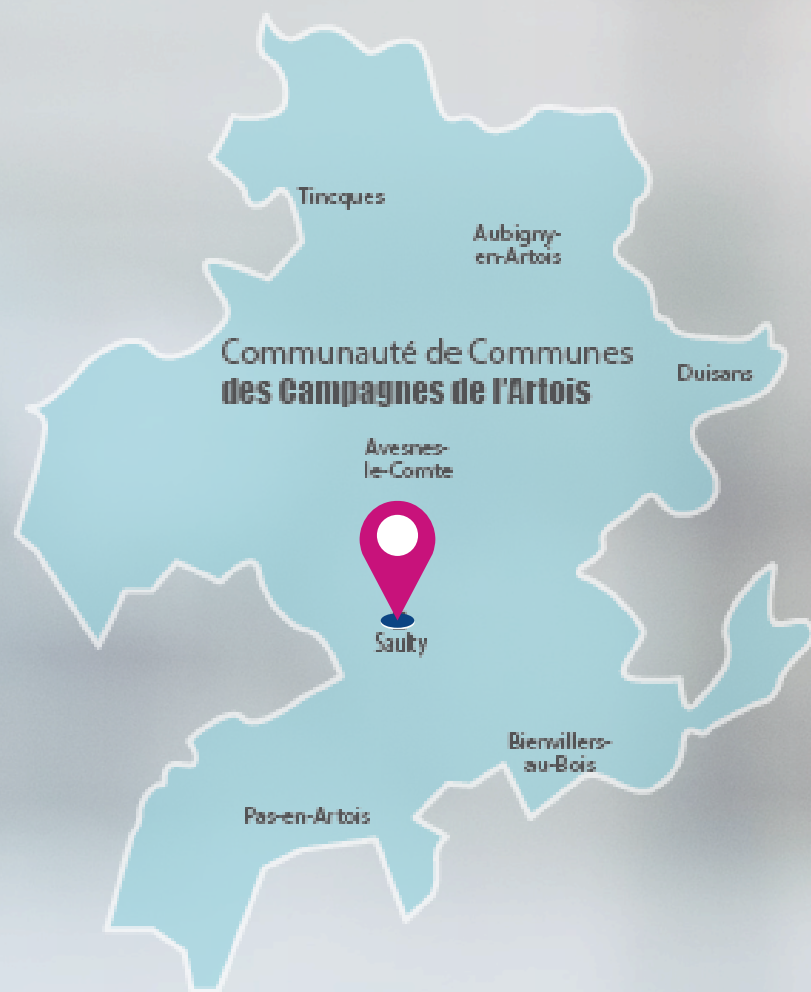 Tincques
Aubigny-
en-Artois
Communauté de Communes
des Campagnes de l'Artois
Duisans
Avesnes-
le-Comte
Saulty
Bienvillers-
au-Bois
Pas-en-Artois